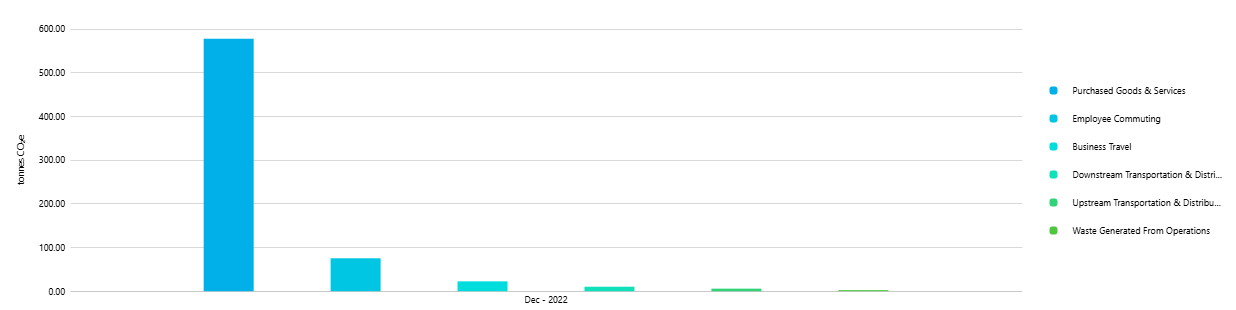 600.00
500.00
400.00
300.00
200.00
100.00
0.00
tonnes CO₂e
Dec - 2022
Purchased Goods & Services
Employee Commuting
Business Travel
Downstream Transportation & Distri...
Upstream Transportation & Distribu...
Waste Generated From Operations